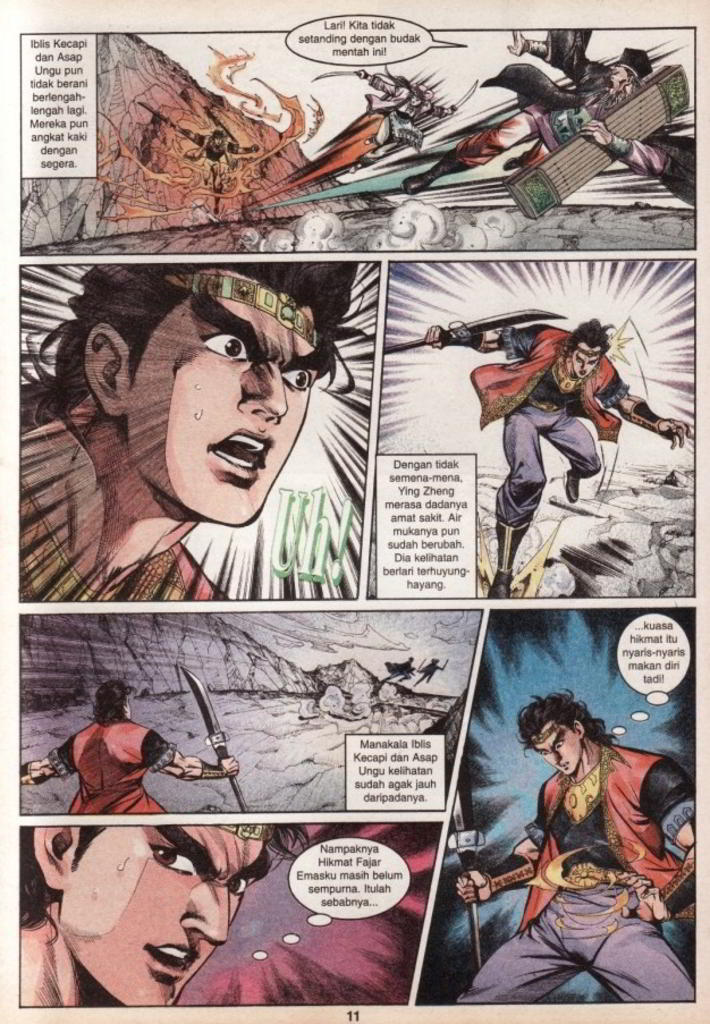 Iblis Kecapi
dan Asap
Ungu pun
tidak berani
berlengah-
lengah lagi.
Mereka pun
angkat kaki
dengan
segera.
Lari! Kita tidak
setanding dengan budak
mentah ini!
Uh!
Dengan tidak
semena-mena,
Ying Zheng
merasa dadanya
amat sakit. Air
mukanya pun
sudah berubah.
Dia kelihatan
berlari terhuyung-
hayang.
Manakala Iblis
Kecapi dan Asap
Ungu kelihatan
sudah agak jauh
daripadanya.
Nampaknya
Hikmat Fajar
Emasku masih belum
sempurna. Itulah
sebabnya...
...kuasa
hikmat itu
nyaris-nyaris
makan diri
tadi!
11